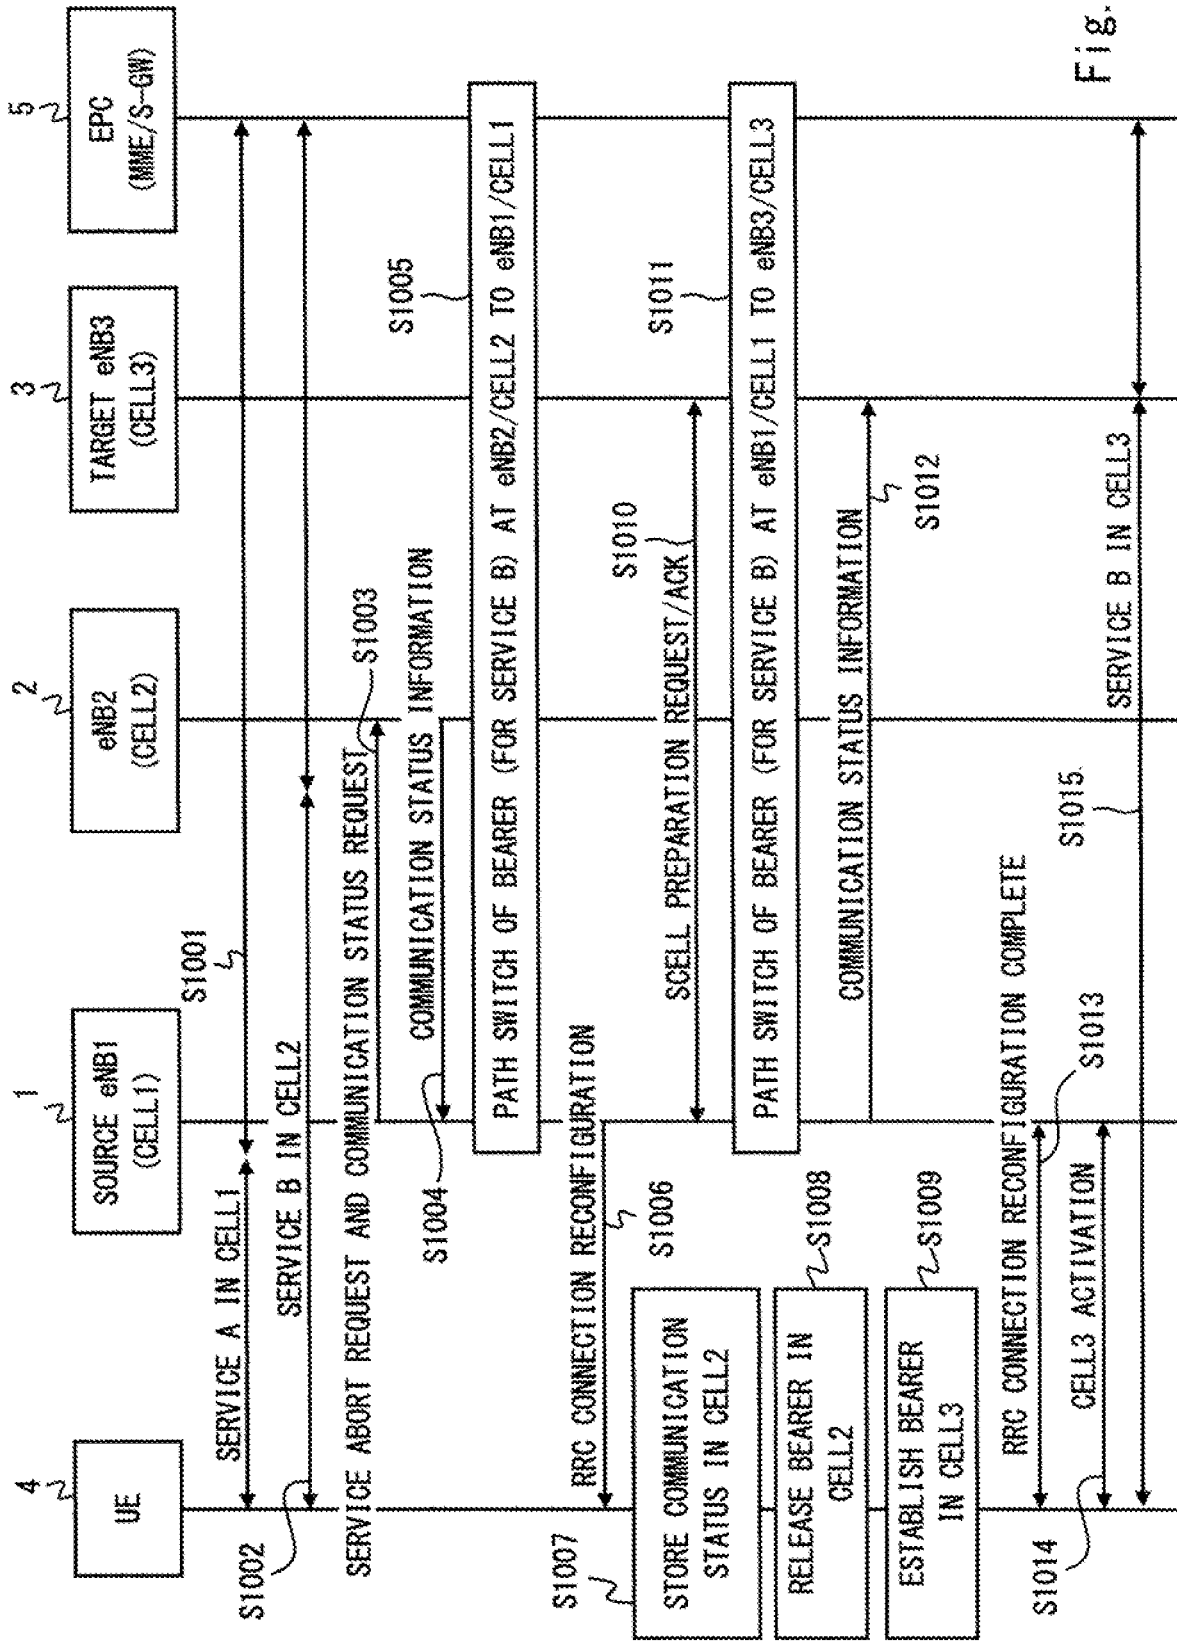 4
UE
1
SOURCE eNB1
(CELL1)
2
eNB2
(CELL2)
3
TARGET eNB3
(CELL3)
5
EPC
(MME/S-GW)
S1001
SERVICE A IN CELL1
S1002
SERVICE B IN CELL2
SERVICE ABORT REQUEST AND COMMUNICATION STATUS REQUEST
S1003
COMMUNICATION STATUS INFORMATION
S1004
S1005
PATH SWITCH OF BEARER (FOR SERVICE B) AT eNB2/CELL2 TO eNB1/CELL1
RRC CONNECTION RECONFIGURATION
S1006
S1007
STORE COMMUNICATION
STATUS IN CELL2
SCELL PREPARATION REQUEST/ACK
S1010
S1011
PATH SWITCH OF BEARER (FOR SERVICE B) AT eNB1/CELL1 TO eNB3/CELL3
RELEASE BEARER IN
CELL2
S1008
COMMUNICATION STATUS INFORMATION
S1012
ESTABLISH BEARER
IN CELL3
S1009
RRC CONNECTION RECONFIGURATION COMPLETE
S1013
CELL3 ACTIVATION
S1014
S1015
SERVICE B IN CELL3
Fig.